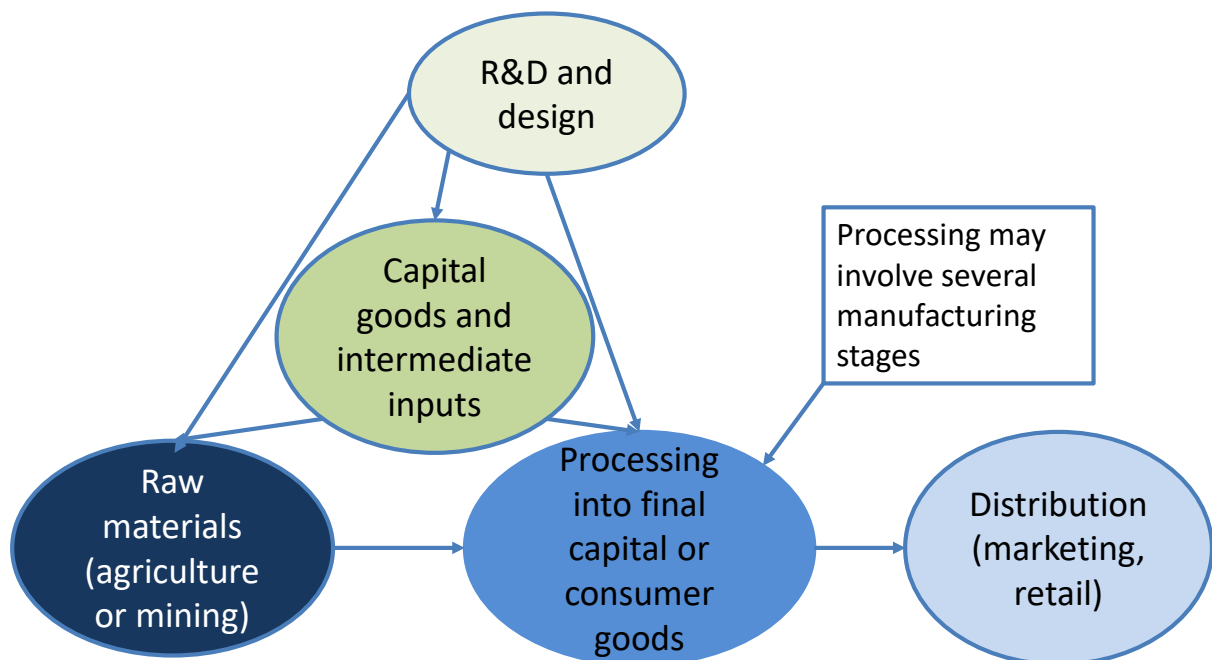 R&D and
design
Capital
goods and
intermediate
inputs
Processing may
involve several
manufacturing
stages
Raw
materials
(agriculture
or mining)
Processing
into final
capital or
consumer
goods
Distribution
(marketing,
retail)